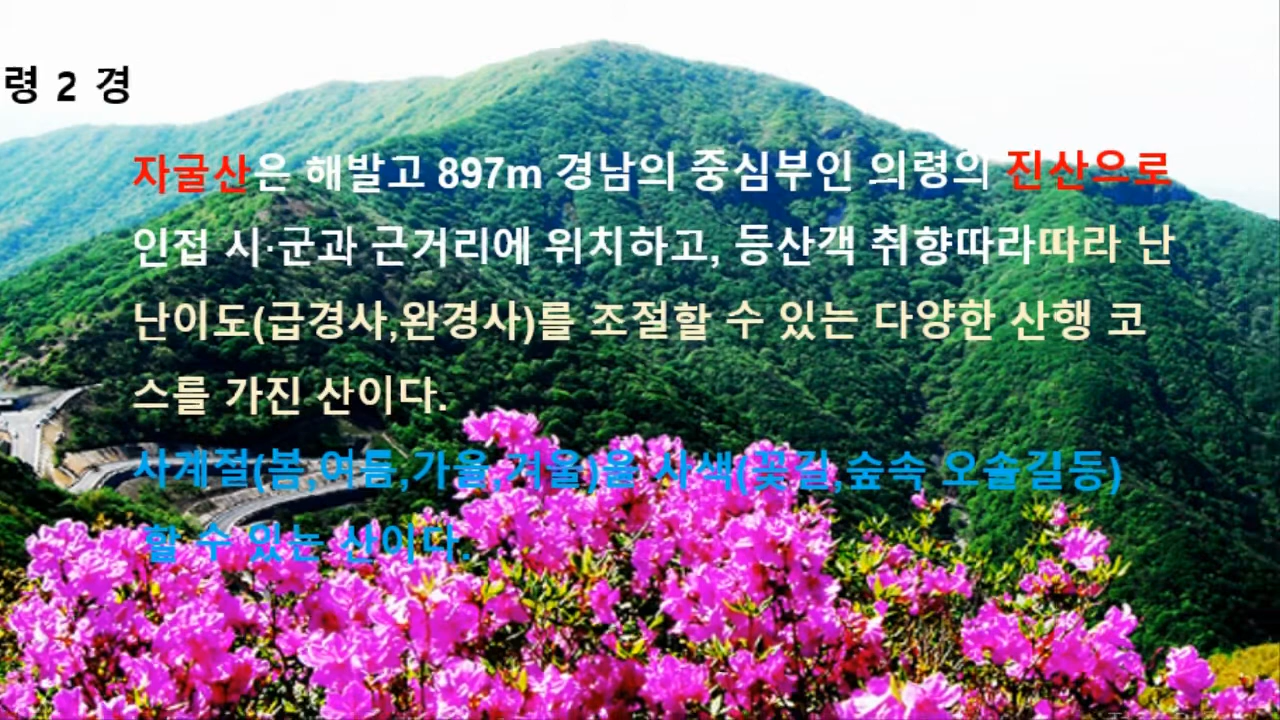 령 2 경
자굴산은 해발고 897m 경남의 중심부인 의령의 진산으로
인접 시·군과 근거리에 위치하고, 등산객 취향따라따라 난
난이도(급경사,완경사)를 조절할 수 있는 다양한 산행 코
스를 가진 산이다.
사계절(봄,여름,가을,겨울)을 사색(꽃길,숲속 오솔길등)
할 수 있는 산이다.